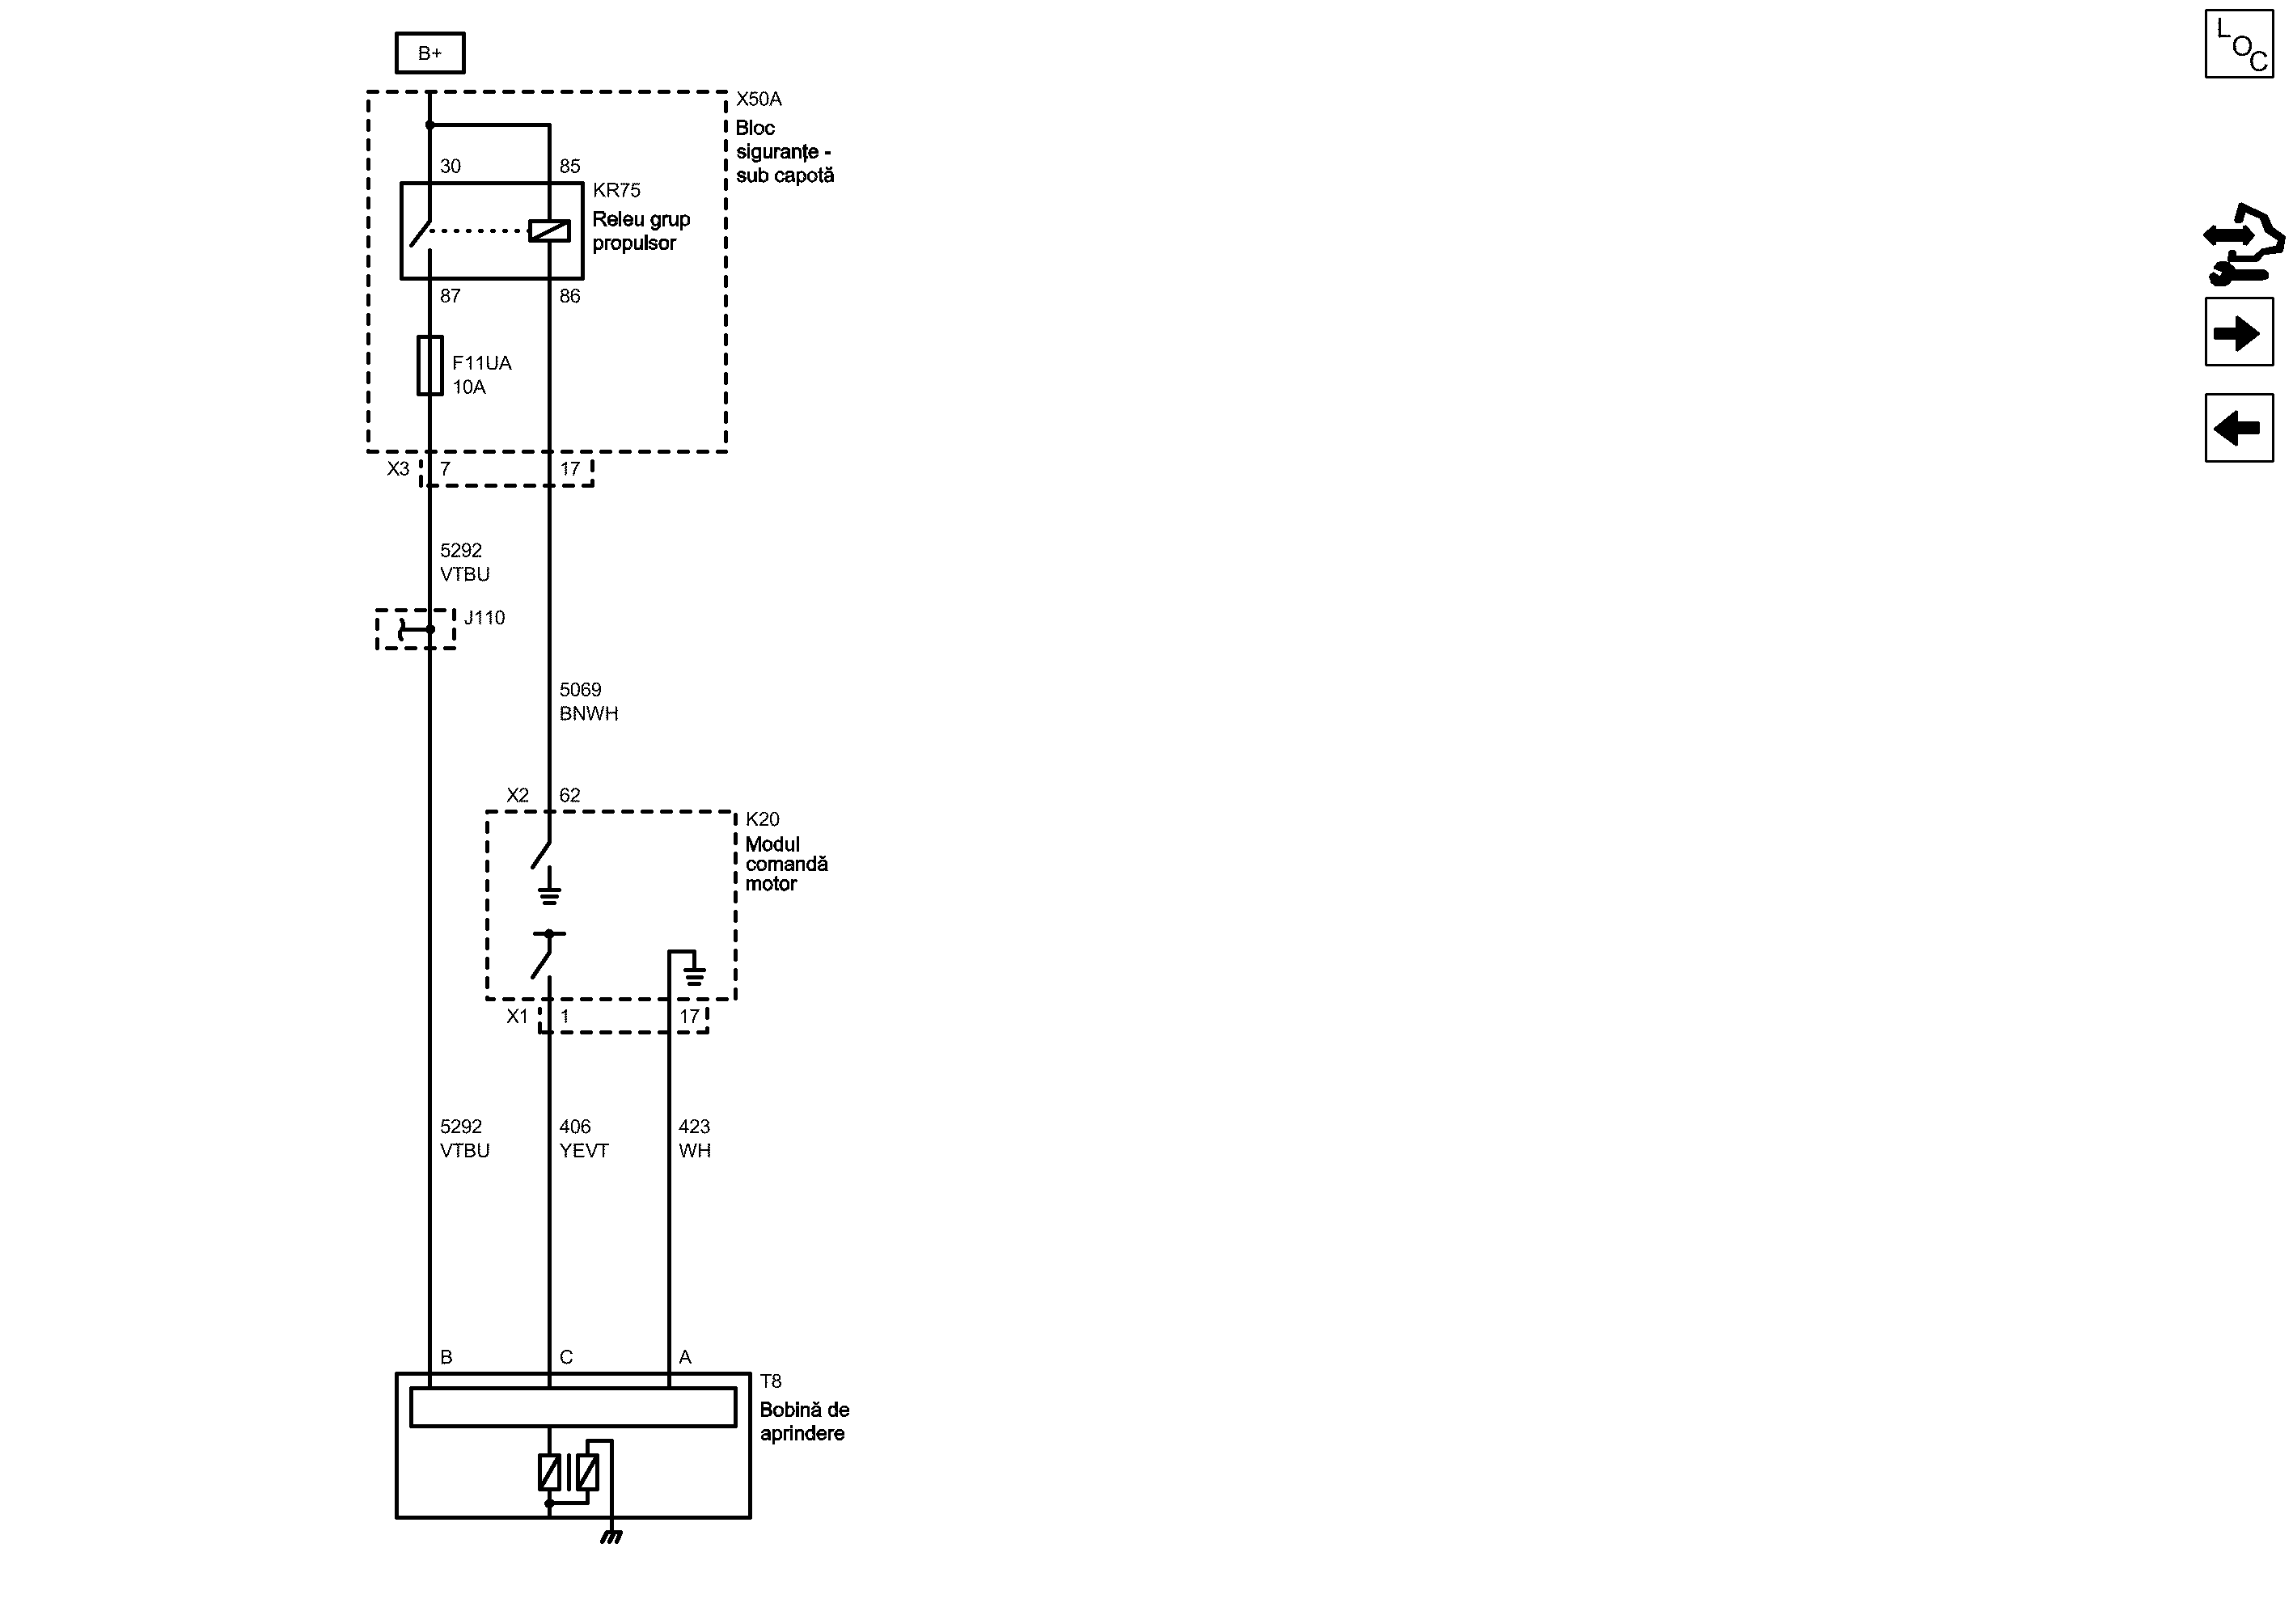 B+
L
O
C
X50A
Bloc
siguranțe -
sub capotă
30
85
KR75
Releu grup
propulsor
87
86
F11UA
10A
X3
7
17
5292
VTBU
J110
5069
BNWH
X2
62
K20
Modul
comandă
motor
X1
1
17
5292
VTBU
406
YEVT
423
WH
B
C
A
T8
Bobină de
aprindere